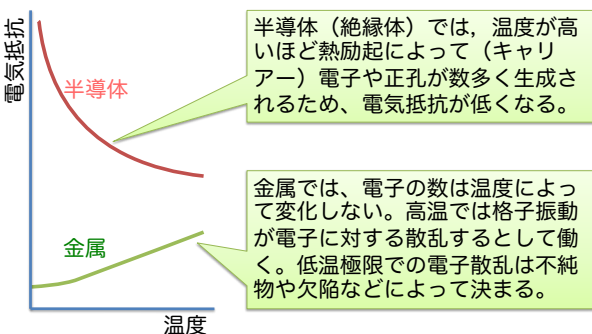 電気抵抗
半導体
金属
温度
半導体（絶縁体）では，温度が高
いほど熱励起によって（キャリ
アー）電子や正孔が数多く生成さ
れるため、電気抵抗が低くなる。
金属では、電子の数は温度によっ
て変化しない。高温では格子振動
が電子に対する散乱するとして働
く。低温極限での電子散乱は不純
物や欠陥などによって決まる。